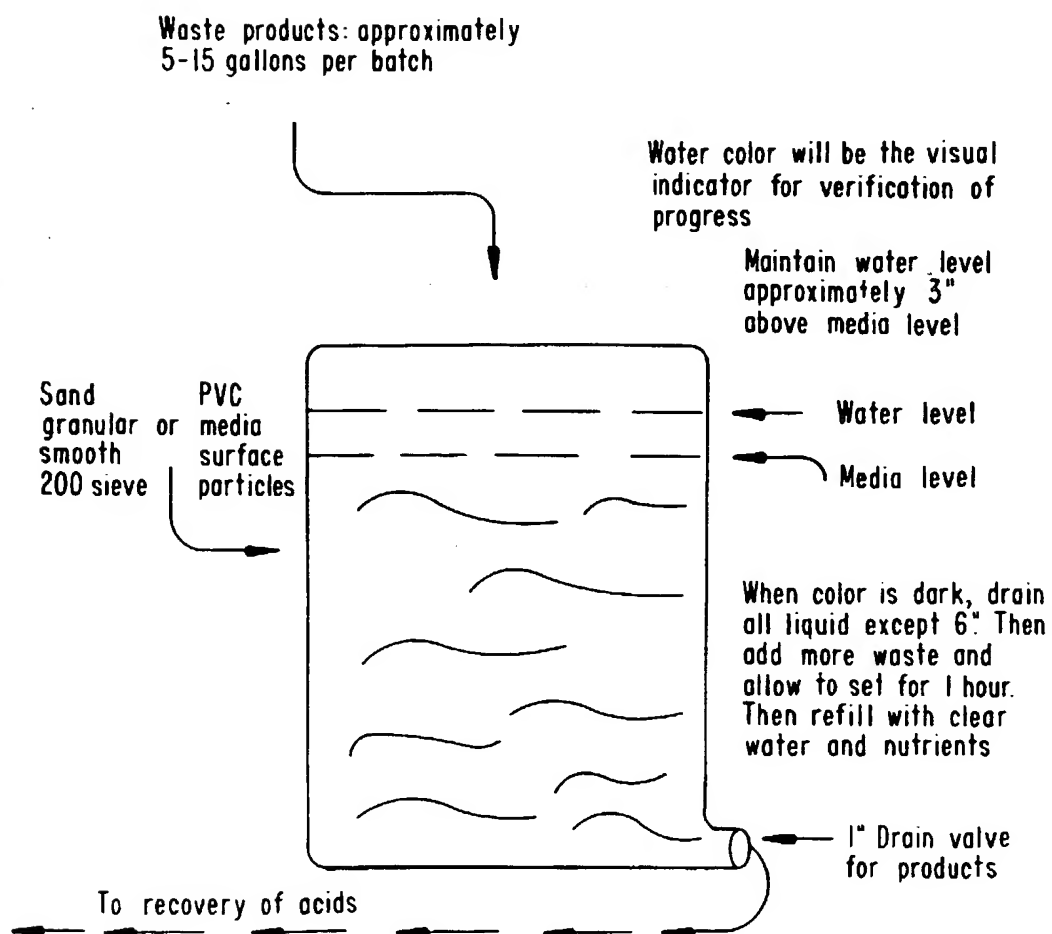 Waste products: approximately
5-15 gallons per batch
Water color will be the visual
indicator for verification of
progress
Maintain water level
approximately 3"
above media level
Sand PVC
granular or media
smooth surface
200 sieve particles
Water level
Media level
When color is dark, drain
all liquid except 6". Then
add more waste and
allow to set for 1 hour.
Then refill with clear
water and nutrients
1" Drain valve
for products
To recovery of acids